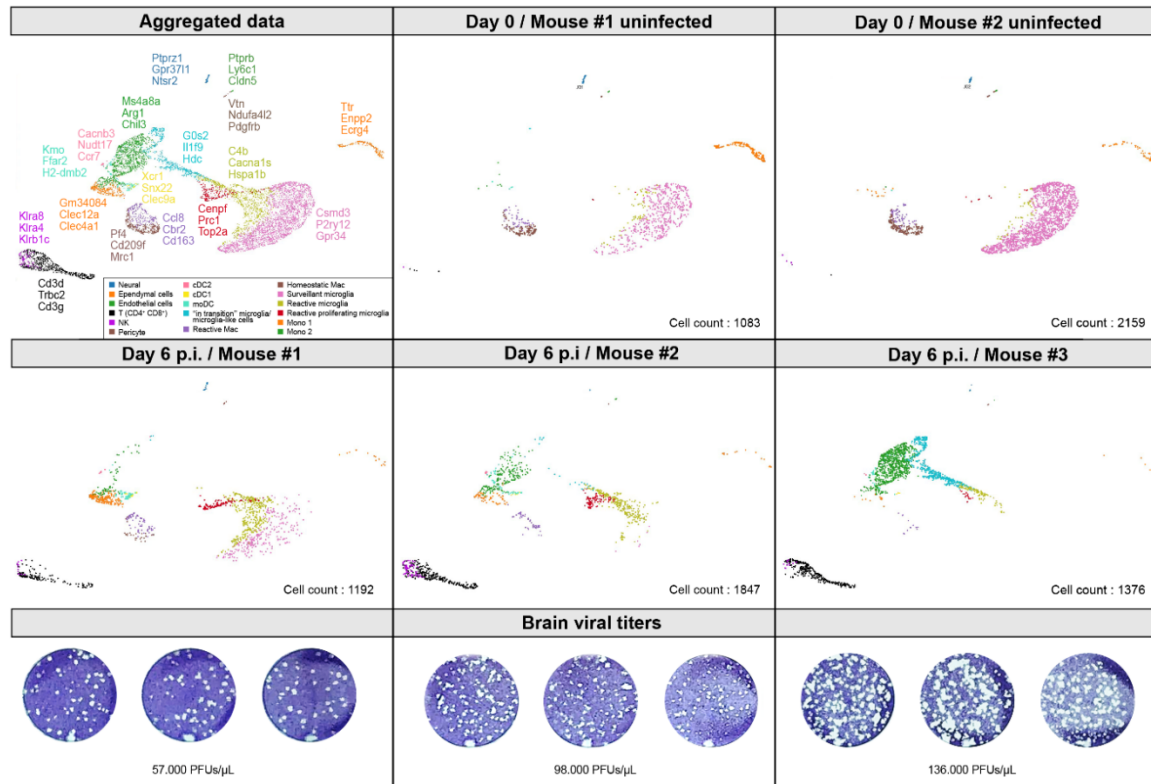 Aggregated data
Day 0 / Mouse #1 uninfected
Day 0 / Mouse #2 uninfected
Ptprz1
Gpr37l1
Ntsr2
Ptprb
Ly6c1
Cldn5
Ms4a8a
Arg1
Chil3
Vtn
Ndufa4l2
Pdgfrb
Ttr
Enpp2
Ecrg4
Cacnb3
Nudt17
Ccr7
G0s2
Il1f9
Hdc
Kmo
Ffar2
H2-dmb2
C4b
Cacna1s
Hspa1b
Xcr1
Snx22
Clec9a
Gm34084
Clec12a
Clec4a1
Cenpf
Prc1
Top2a
Csmd3
P2ry12
Gpr34
Klra8
Klra4
Klrb1c
Ccl8
Cbr2
Cd163
Pf4
Cd209f
Mrc1
Cd3d
Trbc2
Cd3g
Neural
Ependymal cells
Endothelial cells
T (CD4⁺ CD8⁺)
NK
Pericyte
cDC2
cDC1
moDC
"in transition" microglia/
microglia-like cells
Reactive Mac
Homeostatic Mac
Surveillant microglia
Reactive microglia
Reactive proliferating microglia
Mono 1
Mono 2
Cell count : 1083
Cell count : 2159
Day 6 p.i. / Mouse #1
Day 6 p.i / Mouse #2
Day 6 p.i. / Mouse #3
Cell count : 1192
Cell count : 1847
Cell count : 1376
Brain viral titers
57.000 PFUs/µL
98.000 PFUs/µL
136.000 PFUs/µL